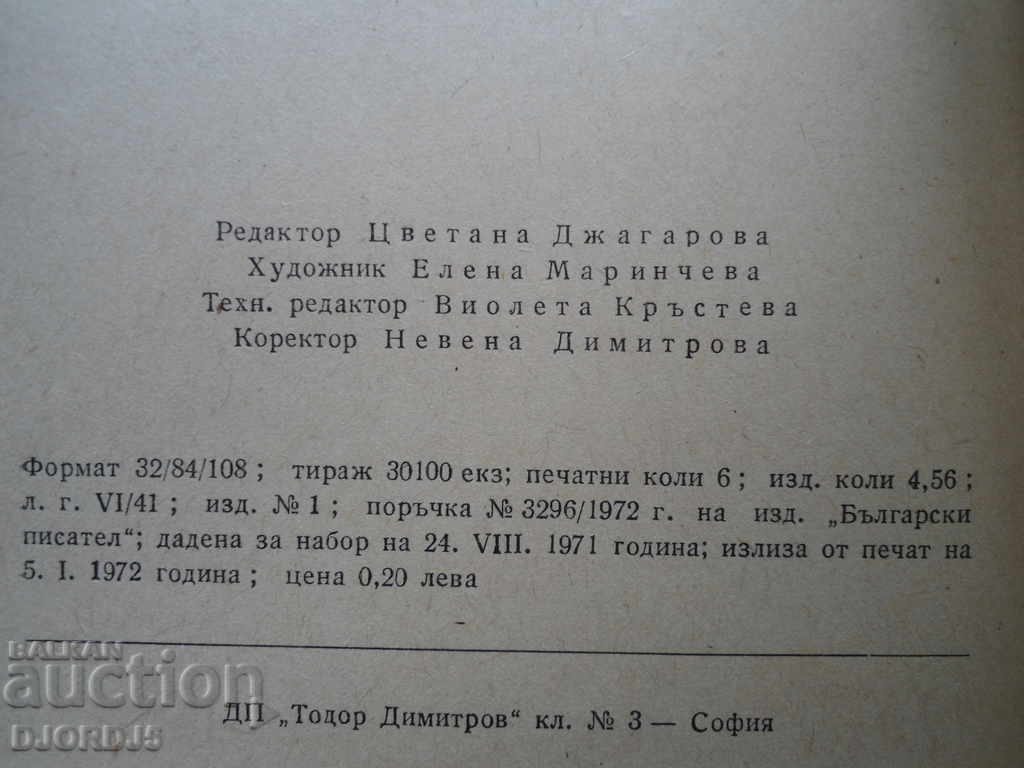 Редактор Цветана Джагарова
Художник Елена Маринчева
Техн. редактор Виолета Кръстева
Коректор Невена Димитрова
Формат 32/84/108; тираж 30100 екз; печатни коли 6; изд. коли 4,56;
л. г. VI/41; изд. № 1; поръчка № 3296/1972 г. на изд. „Български
писател“; дадена за набор на 24. VIII. 1971 година; излиза от печат на
5. I. 1972 година; цена 0,20 лева
BALKAN
auction
ДП „Тодор Димитров“ кл. № 3 — София
DJORDJ5